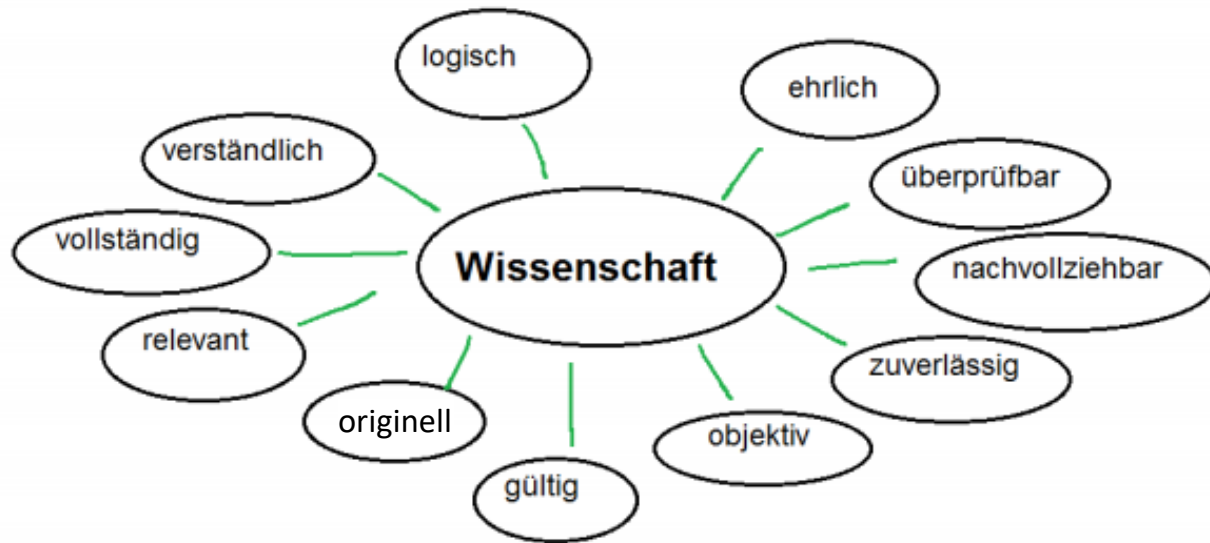 logisch
ehrlich
verständlich
überprüfbar
vollständig
Wissenschaft
nachvollziehbar
relevant
zuverlässig
originell
objektiv
gültig